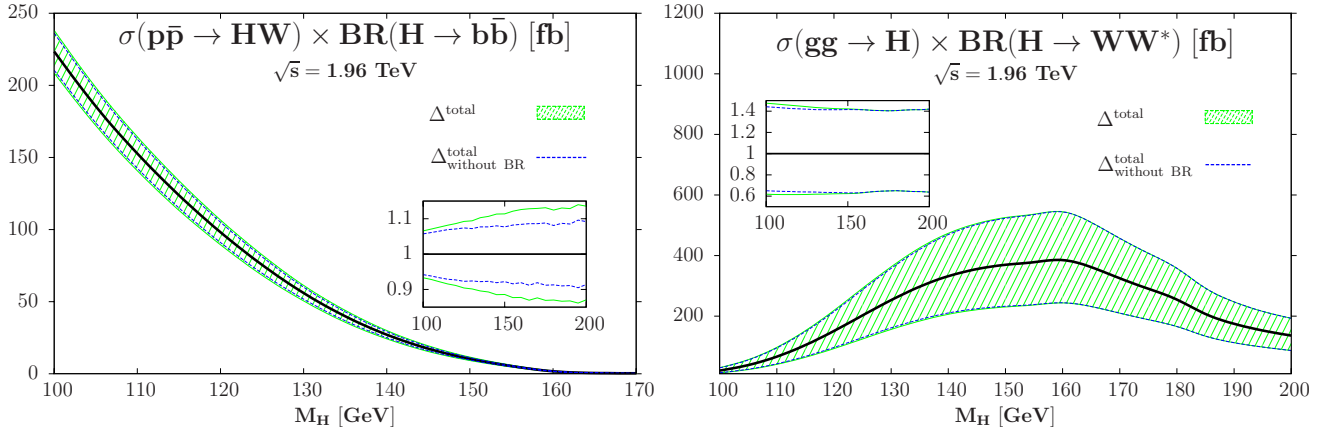 σ(pp̄ → HW) × BR(H → bb̄) [fb]
√s = 1.96 TeV
Δ^total
Δ^total_without BR
250
200
150
100
50
0
100 110 120 130 140 150 160 170
M_H [GeV]
1.1
1
0.9
100 150 200
σ(gg → H) × BR(H → WW*) [fb]
√s = 1.96 TeV
Δ^total
Δ^total_without BR
1200
1000
800
600
400
200
100 110 120 130 140 150 160 170 180 190 200
M_H [GeV]
1.4
1.2
1
0.8
0.6
100 150 200